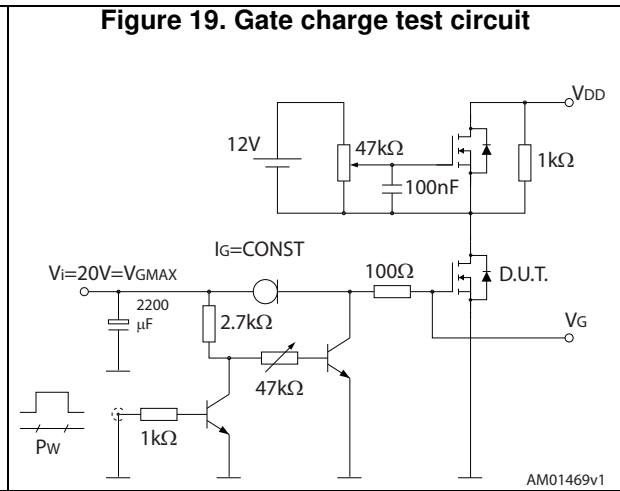 Figure 19. Gate charge test circuit
VDD
12V
47kΩ
1kΩ
100nF
IG=CONST
Vi=20V=VGMAX
100Ω
D.U.T.
2200
μF
2.7kΩ
VG
47kΩ
1kΩ
PW
AM01469v1